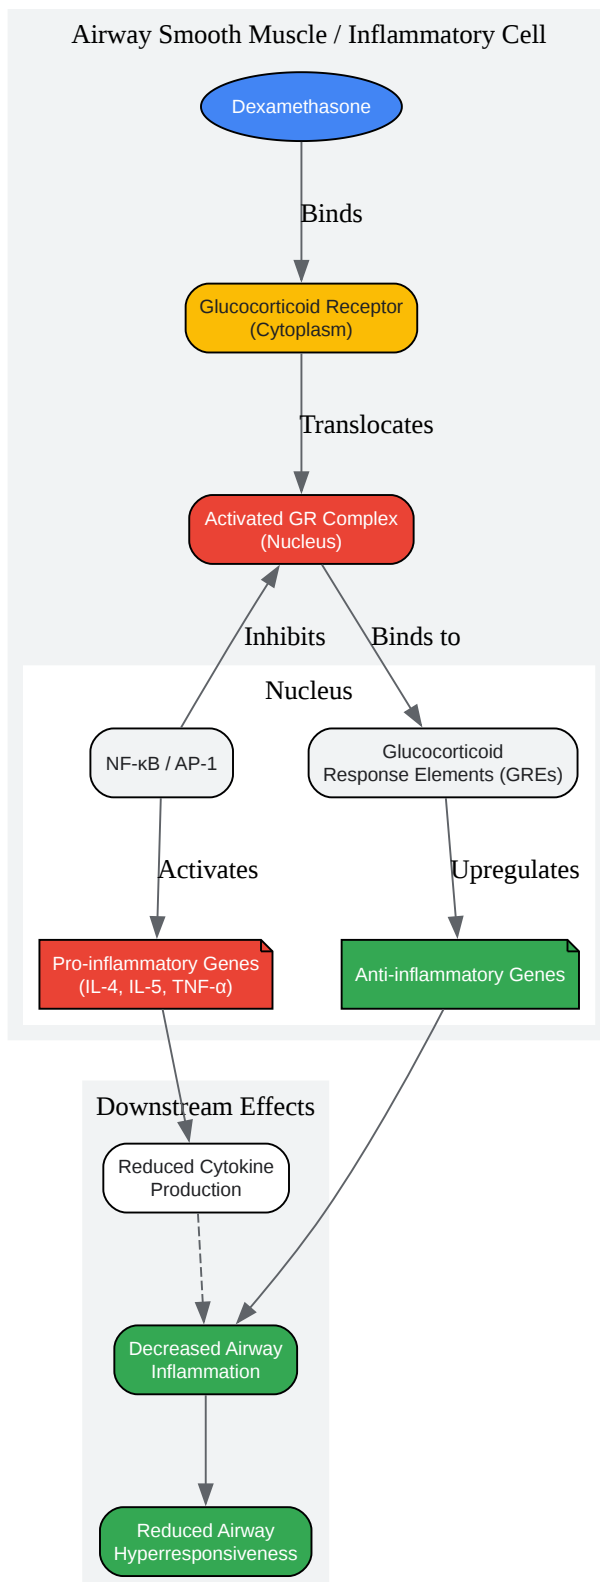 Airway Smooth Muscle / Inflammatory Cell
Dexamethasone
Binds
Glucocorticoid Receptor
(Cytoplasm)
Translocates
Activated GR Complex
(Nucleus)
Inhibits
Binds to
Nucleus
NF-κB / AP-1
Glucocorticoid
Response Elements (GREs)
Activates
Upregulates
Pro-inflammatory Genes
(IL-4, IL-5, TNF-α)
Anti-inflammatory Genes
Downstream Effects
Reduced Cytokine
Production
Decreased Airway
Inflammation
Reduced Airway
Hyperresponsiveness